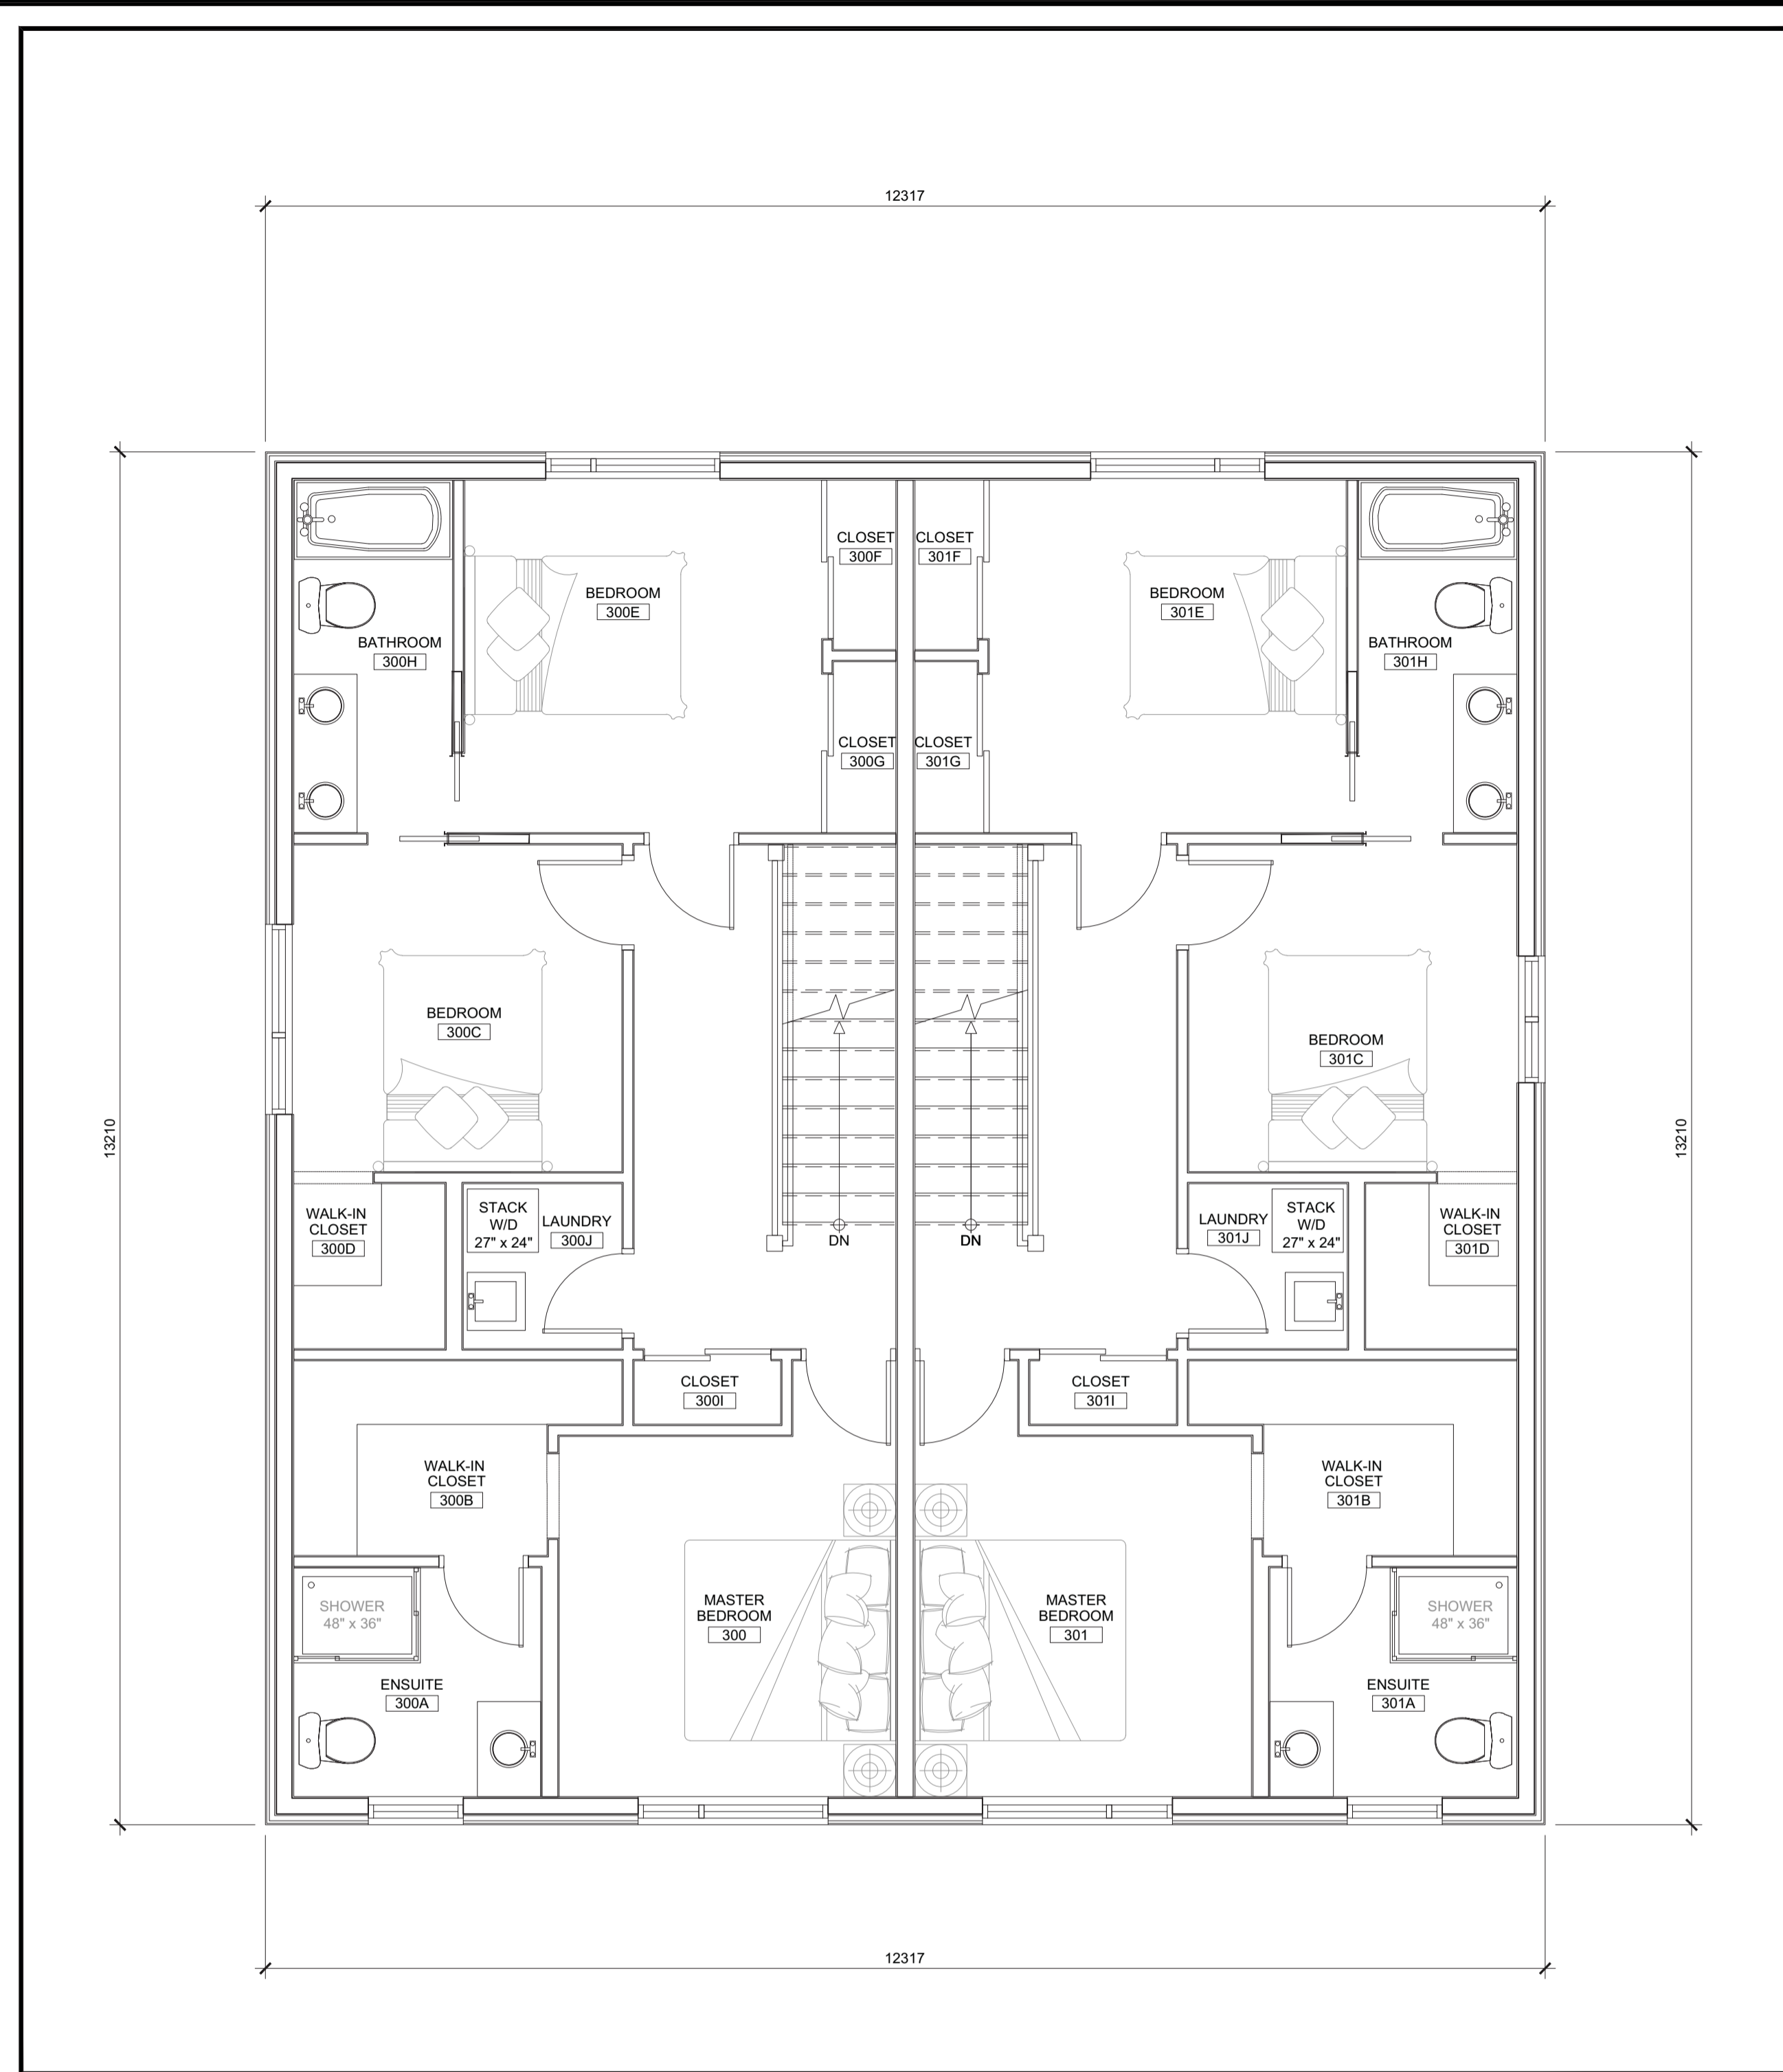 12317
CLOSET
300F
CLOSET
301F
BEDROOM
300E
BEDROOM
301E
BATHROOM
300H
BATHROOM
301H
CLOSET
300G
CLOSET
301G
BEDROOM
300C
BEDROOM
301C
13210
13210
WALK-IN
CLOSET
300D
STACK
W/D
27" x 24"
LAUNDRY
300J
DN
DN
LAUNDRY
301J
STACK
W/D
27" x 24"
WALK-IN
CLOSET
301D
CLOSET
300I
CLOSET
301I
WALK-IN
CLOSET
300B
WALK-IN
CLOSET
301B
SHOWER
48" x 36"
MASTER
BEDROOM
300
MASTER
BEDROOM
301
SHOWER
48" x 36"
ENSUITE
300A
ENSUITE
301A
12317